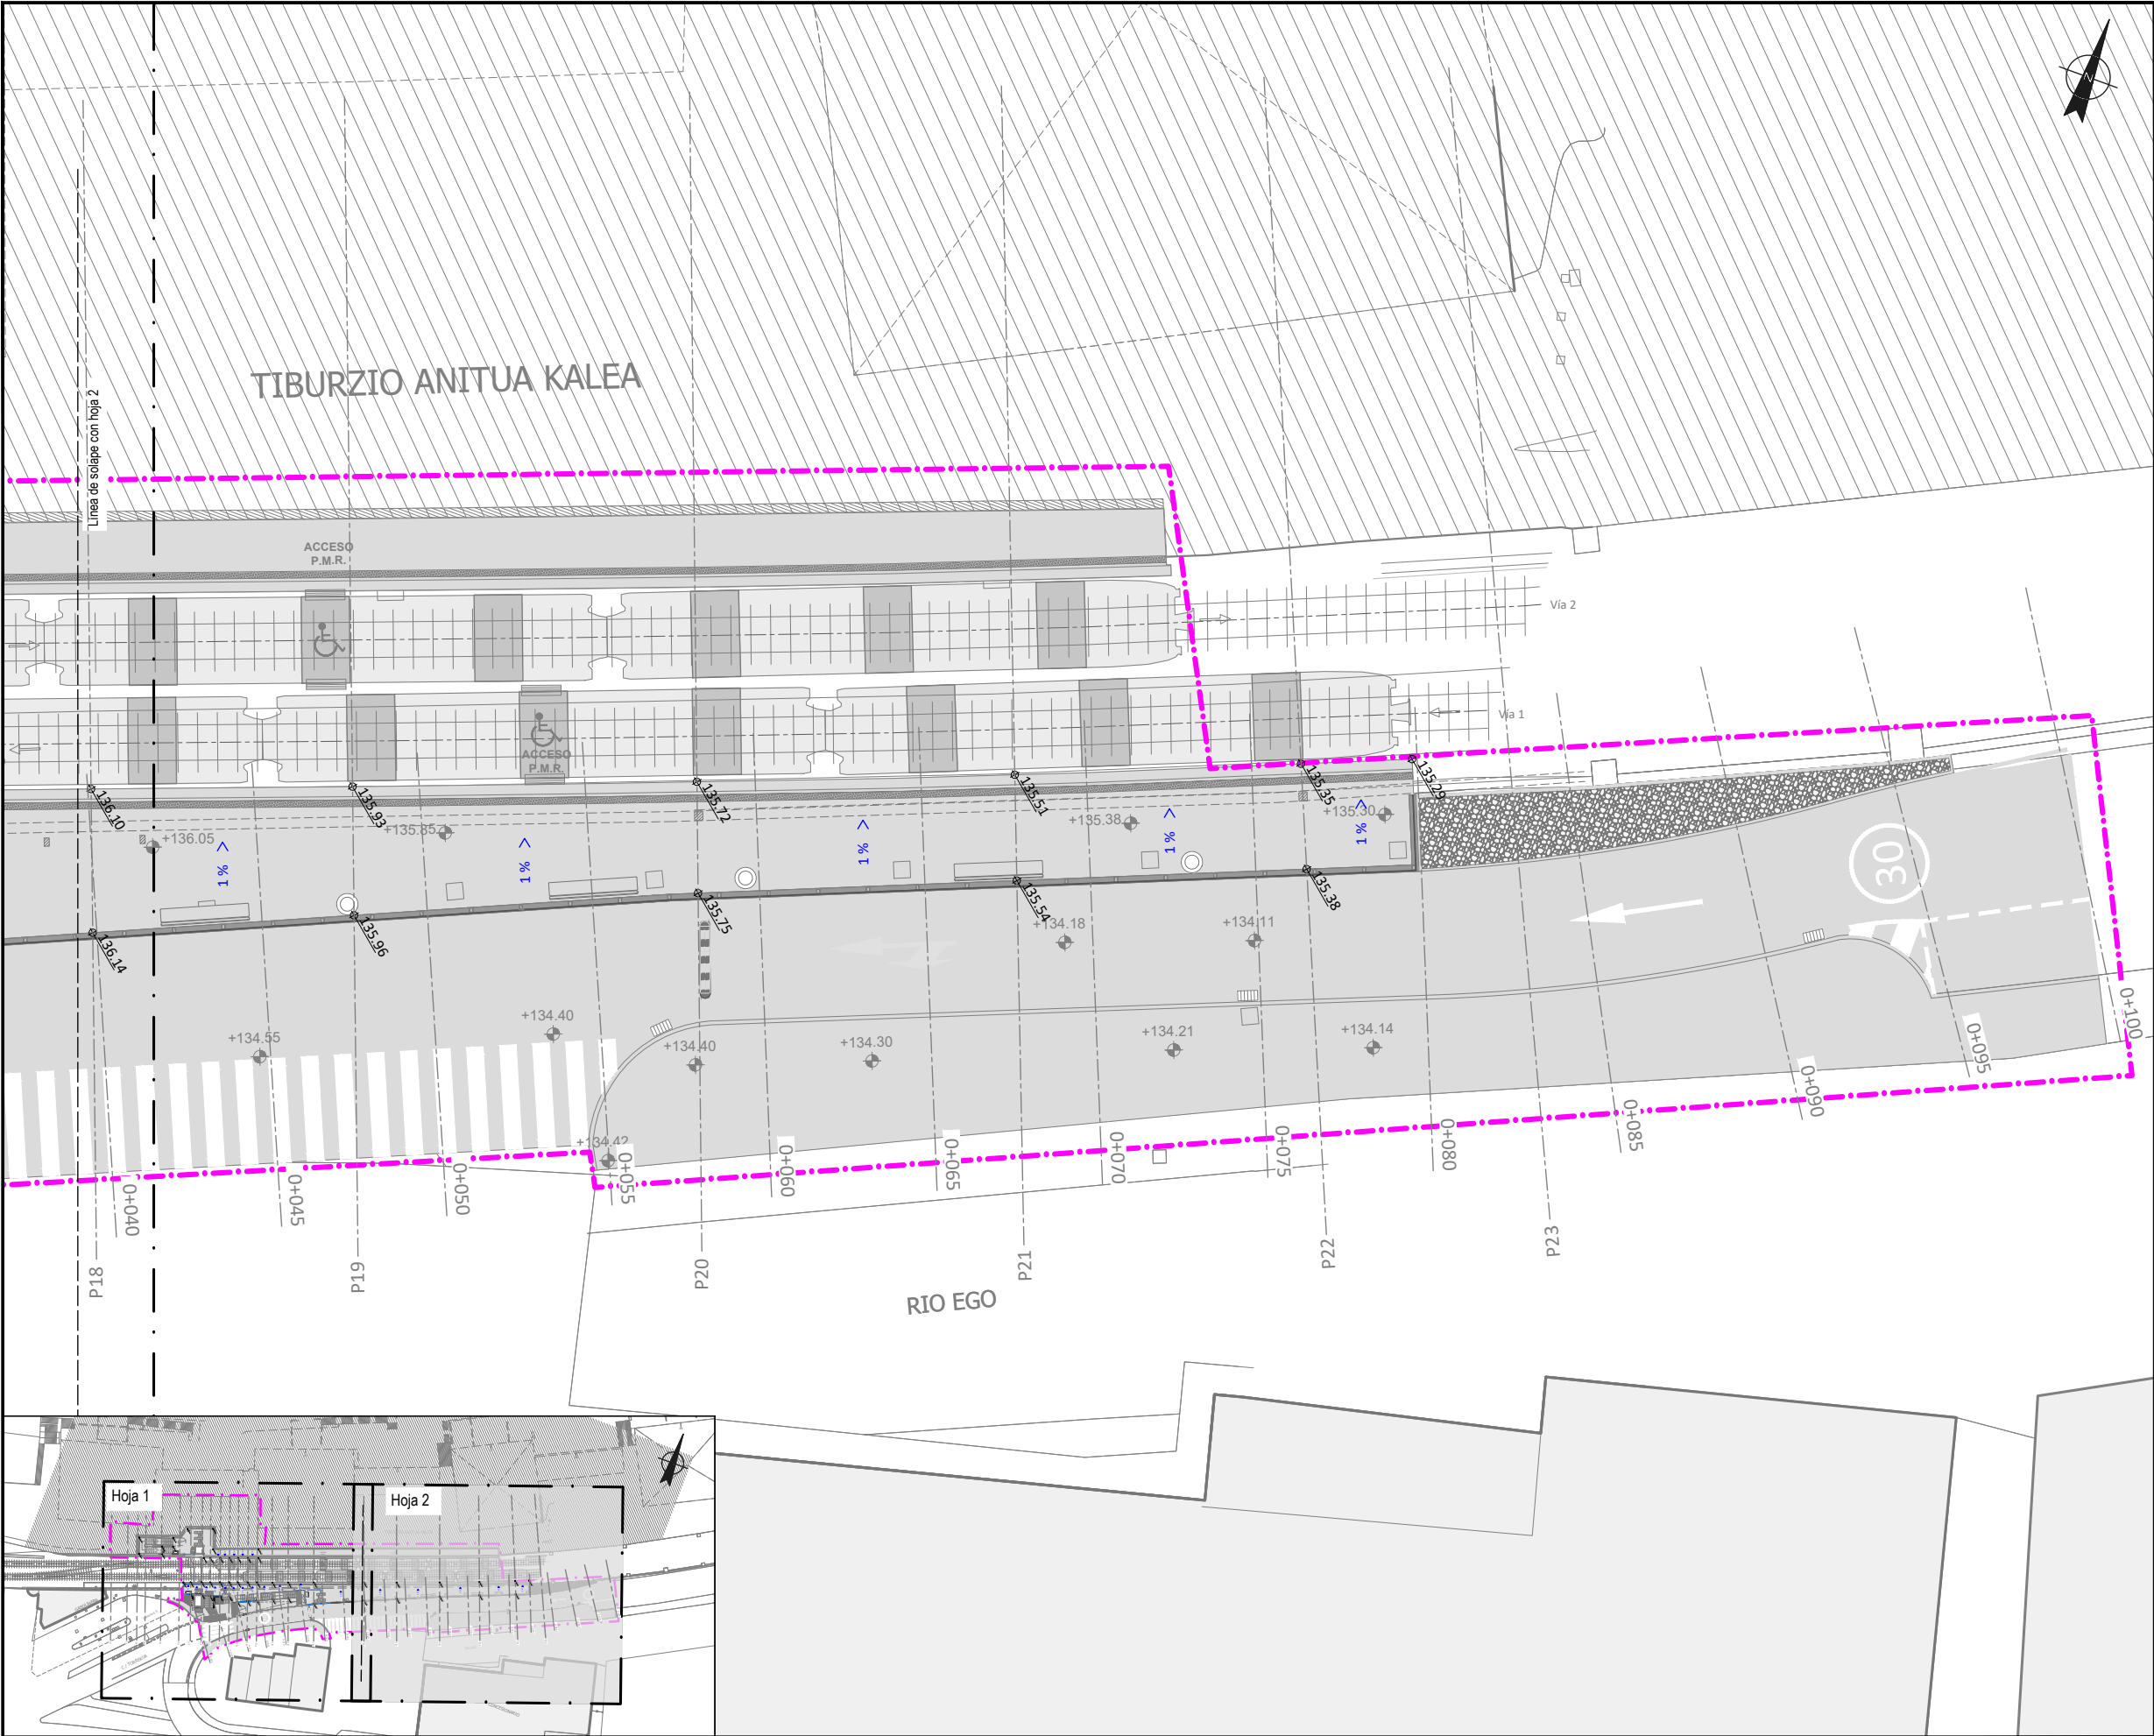 N
Línea de solape con hoja 2
TIBURZIO ANITUA KALEA
ACCESO
P.M.R.
Vía 2
Vía 1
ACCESO
P.M.R.
136.10
135.93
135.72
135.51
135.35
135.29
+136.05
+135.85
+135.38
+135.30
1 % >
1 % >
1 % >
1 % >
1 % >
136.14
135.96
135.75
135.54
135.38
30
+134.18
+134.11
+134.55
+134.40
+134.40
+134.30
+134.21
+134.14
+134.42
0+040
0+045
0+050
0+055
0+060
0+065
0+070
0+075
0+080
0+085
0+090
0+095
0+100
P18
P19
P20
P21
P22
P23
RIO EGO
Hoja 1
Hoja 2